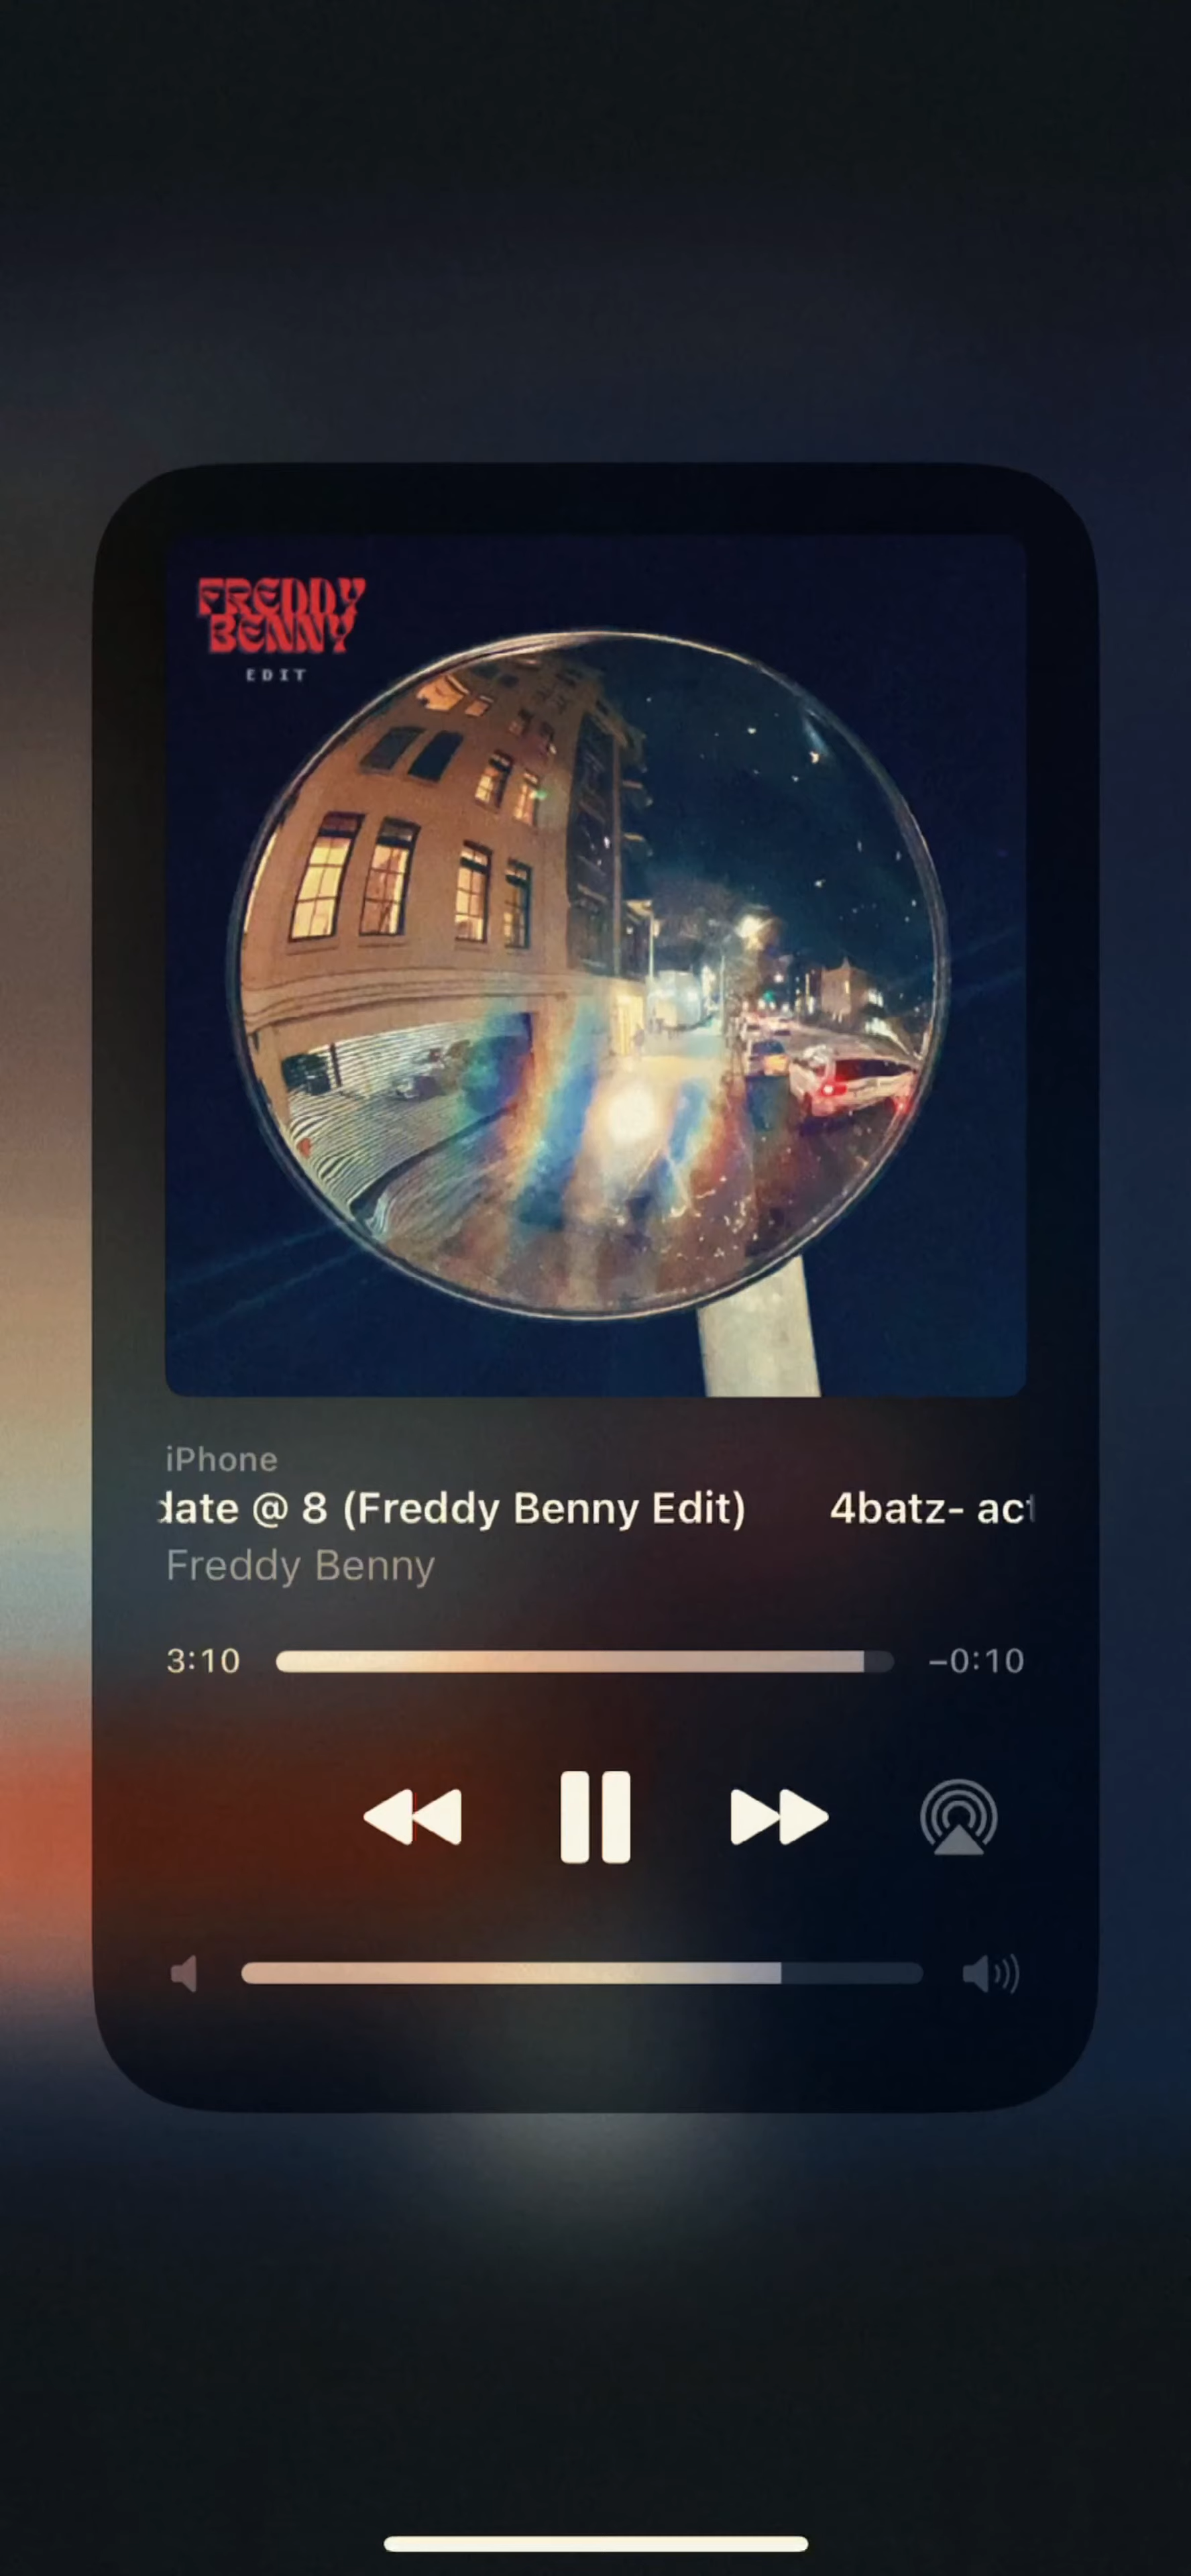 FREDDY
BENNY
EDIT
iPhone
date @ 8 (Freddy Benny Edit) 4batz- act
Freddy Benny
3:10 –0:10